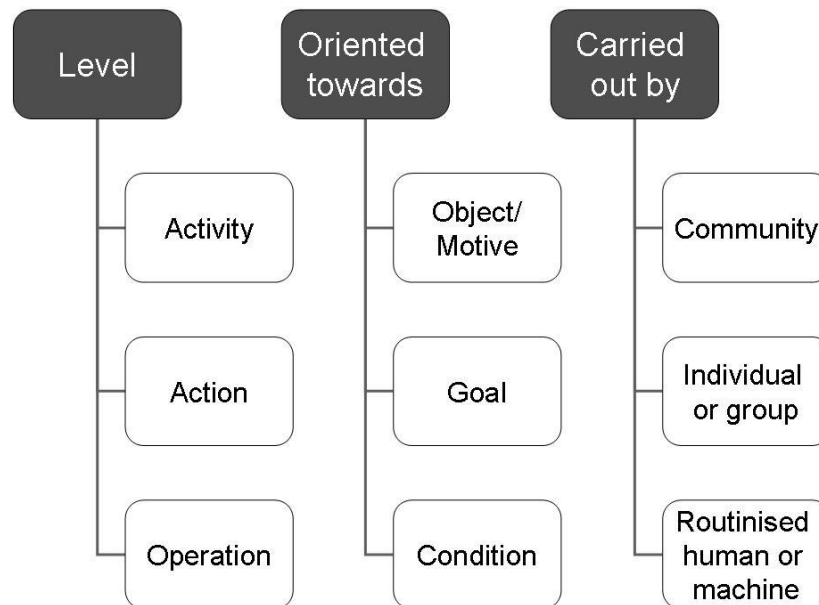 Level
Oriented
towards
Carried
out by
Activity
Object/
Motive
Community
Action
Goal
Individual
or group
Operation
Condition
Routinised
human or
machine